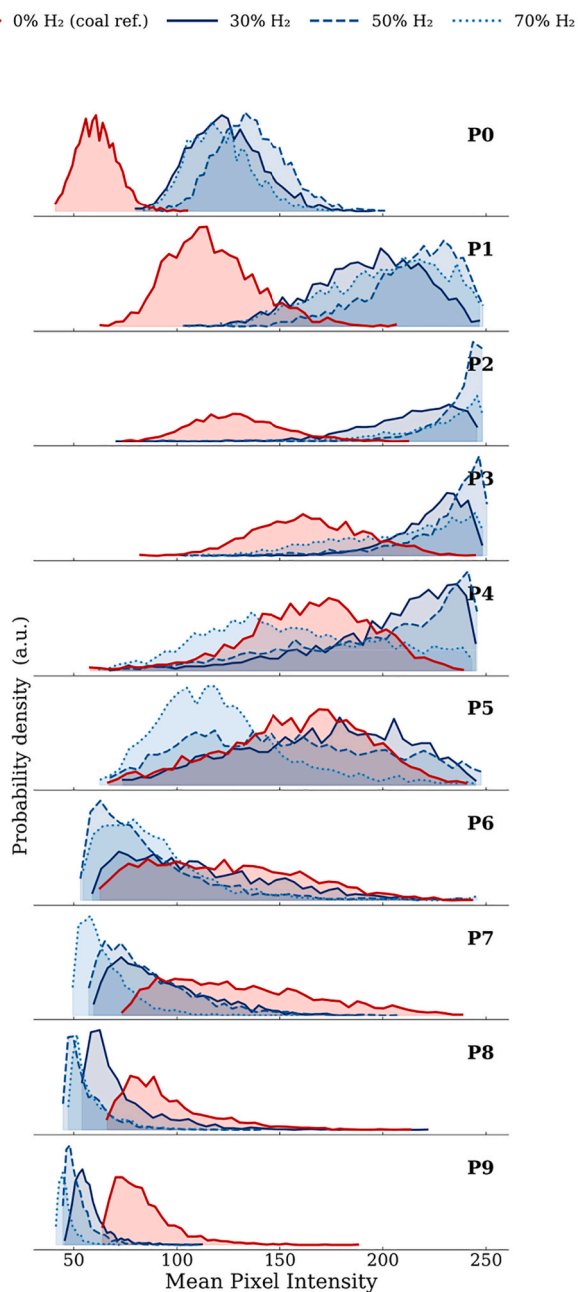 0% H₂ (coal ref.) 30% H₂ 50% H₂ 70% H₂
P0
P1
P2
P3
P4
P5
P6
P7
P8
P9
Probability density (a.u.)
50 100 150 200 250
Mean Pixel Intensity